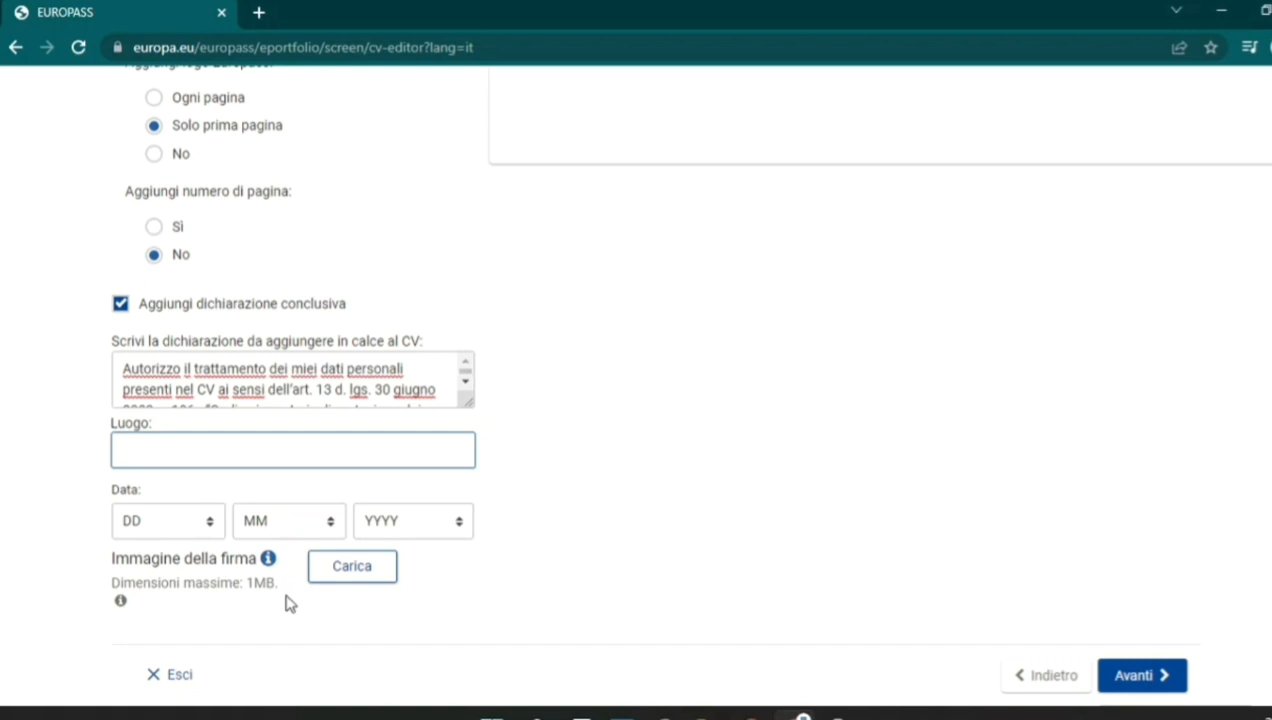 EUROPASS
europa.eu/europass/eportfolio/screen/cv-editor?lang=it
Ogni pagina
Solo prima pagina
No
Aggiungi numero di pagina:
Sì
No
Aggiungi dichiarazione conclusiva
Scrivi la dichiarazione da aggiungere in calce al CV:
Autorizzo il trattamento dei miei dati personali
presenti nel CV ai sensi dell'art. 13 d. lgs. 30 giugno
Luogo:
Data:
DD MM YYYY
Immagine della firma
Carica
Dimensioni massime: 1MB.
Esci
Indietro
Avanti